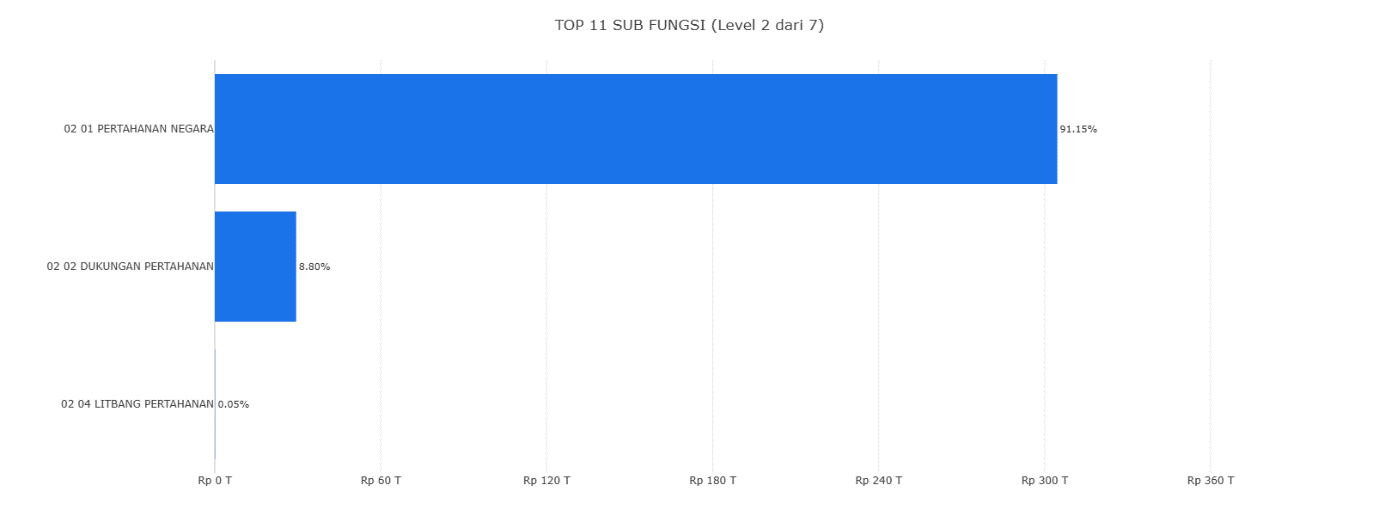 TOP 11 SUB FUNGSI (Level 2 dari 7)
02 01 PERTAHANAN NEGARA
91.15%
02 02 DUKUNGAN PERTAHANAN
8.80%
02 04 LITBANG PERTAHANAN
0.05%
Rp 0 T
Rp 60 T
Rp 120 T
Rp 180 T
Rp 240 T
Rp 300 T
Rp 360 T